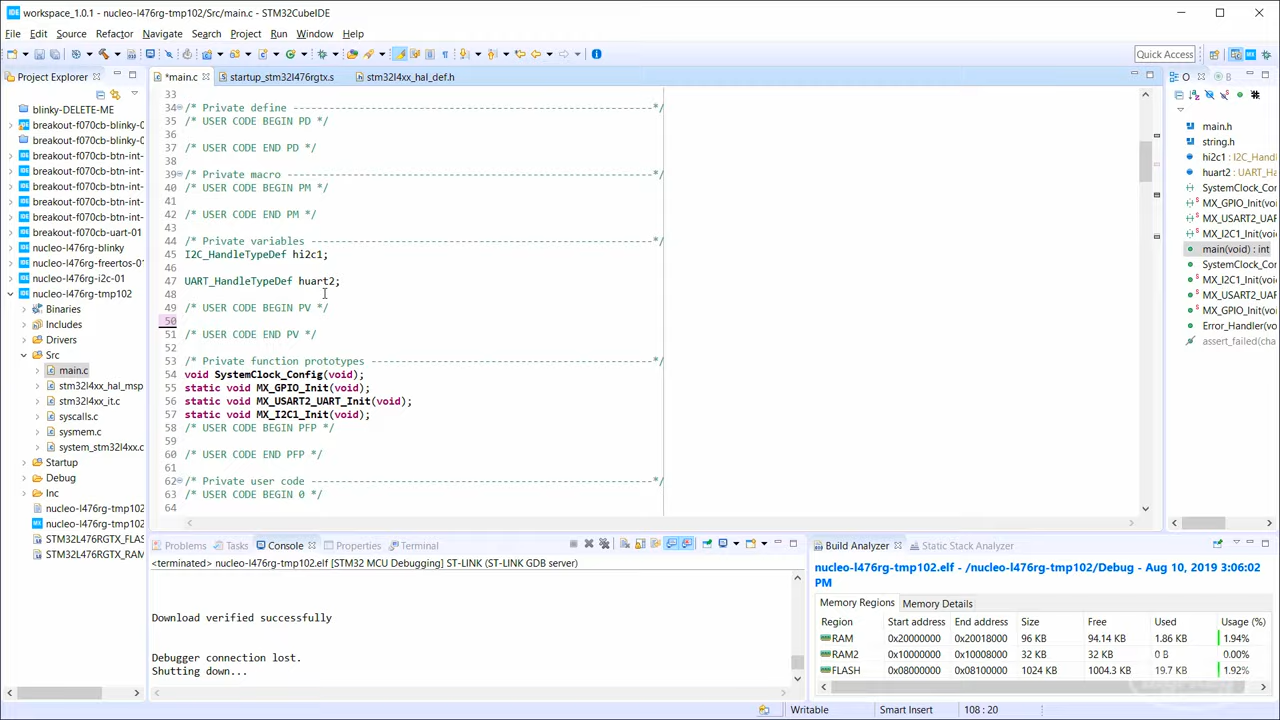 workspace_1.0.1 - nucleo-l476rg-tmp102/Src/main.c - STM32CubeIDE
File Edit Source Refactor Navigate Search Project Run Window Help
Quick Access
Project Explorer
*main.c startup_stm32l476rgtx.s stm32l4xx_hal_def.h
blinky-DELETE-ME
breakout-f070cb-blinky-0
breakout-f070cb-blinky-0
breakout-f070cb-btn-int-
breakout-f070cb-btn-int-
breakout-f070cb-btn-int-
breakout-f070cb-btn-int-
breakout-f070cb-btn-int-
breakout-f070cb-uart-01
nucleo-l476rg-blinky
nucleo-l476rg-freertos-01
nucleo-l476rg-i2c-01
nucleo-l476rg-tmp102
Binaries
Includes
Drivers
Src
main.c
stm32l4xx_hal_msp
stm32l4xx_it.c
syscalls.c
sysmem.c
system_stm32l4xx.c
Startup
Debug
Inc
nucleo-l476rg-tmp102
nucleo-l476rg-tmp102
STM32L476RGTX_FLAS
STM32L476RGTX_RAM
33
34 /* Private define ------------------------------------------------------------*/
35 /* USER CODE BEGIN PD */
36
37 /* USER CODE END PD */
38
39 /* Private macro -------------------------------------------------------------*/
40 /* USER CODE BEGIN PM */
41
42 /* USER CODE END PM */
43
44 /* Private variables ---------------------------------------------------------*/
45 I2C_HandleTypeDef hi2c1;
46
47 UART_HandleTypeDef huart2;
48
49 /* USER CODE BEGIN PV */
50
51 /* USER CODE END PV */
52
53 /* Private function prototypes -----------------------------------------------*/
54 void SystemClock_Config(void);
55 static void MX_GPIO_Init(void);
56 static void MX_USART2_UART_Init(void);
57 static void MX_I2C1_Init(void);
58 /* USER CODE BEGIN PFP */
59
60 /* USER CODE END PFP */
61
62 /* Private user code ---------------------------------------------------------*/
63 /* USER CODE BEGIN 0 */
64
main.h
string.h
hi2c1 : I2C_Handl
huart2 : UART_Ha
SystemClock_Con
MX_GPIO_Init(voi
MX_USART2_UAR
MX_I2C1_Init(void
main(void) : int
SystemClock_Con
MX_I2C1_Init(void
MX_USART2_UAR
MX_GPIO_Init(voi
Error_Handler(voi
assert_failed(cha
Problems Tasks Console Properties Terminal
<terminated> nucleo-l476rg-tmp102.elf [STM32 MCU Debugging] ST-LINK (ST-LINK GDB server)
Download verified successfully
Debugger connection lost.
Shutting down...
Build Analyzer Static Stack Analyzer
nucleo-l476rg-tmp102.elf - /nucleo-l476rg-tmp102/Debug - Aug 10, 2019 3:06:02
PM
Memory Regions Memory Details
Region Start address End address Size Free Used Usage (%)
RAM 0x20000000 0x20018000 96 KB 94.14 KB 1.86 KB 1.94%
RAM2 0x10000000 0x10008000 32 KB 32 KB 0 B 0.00%
FLASH 0x08000000 0x08100000 1024 KB 1004.3 KB 19.7 KB 1.92%
Writable Smart Insert 108 : 20